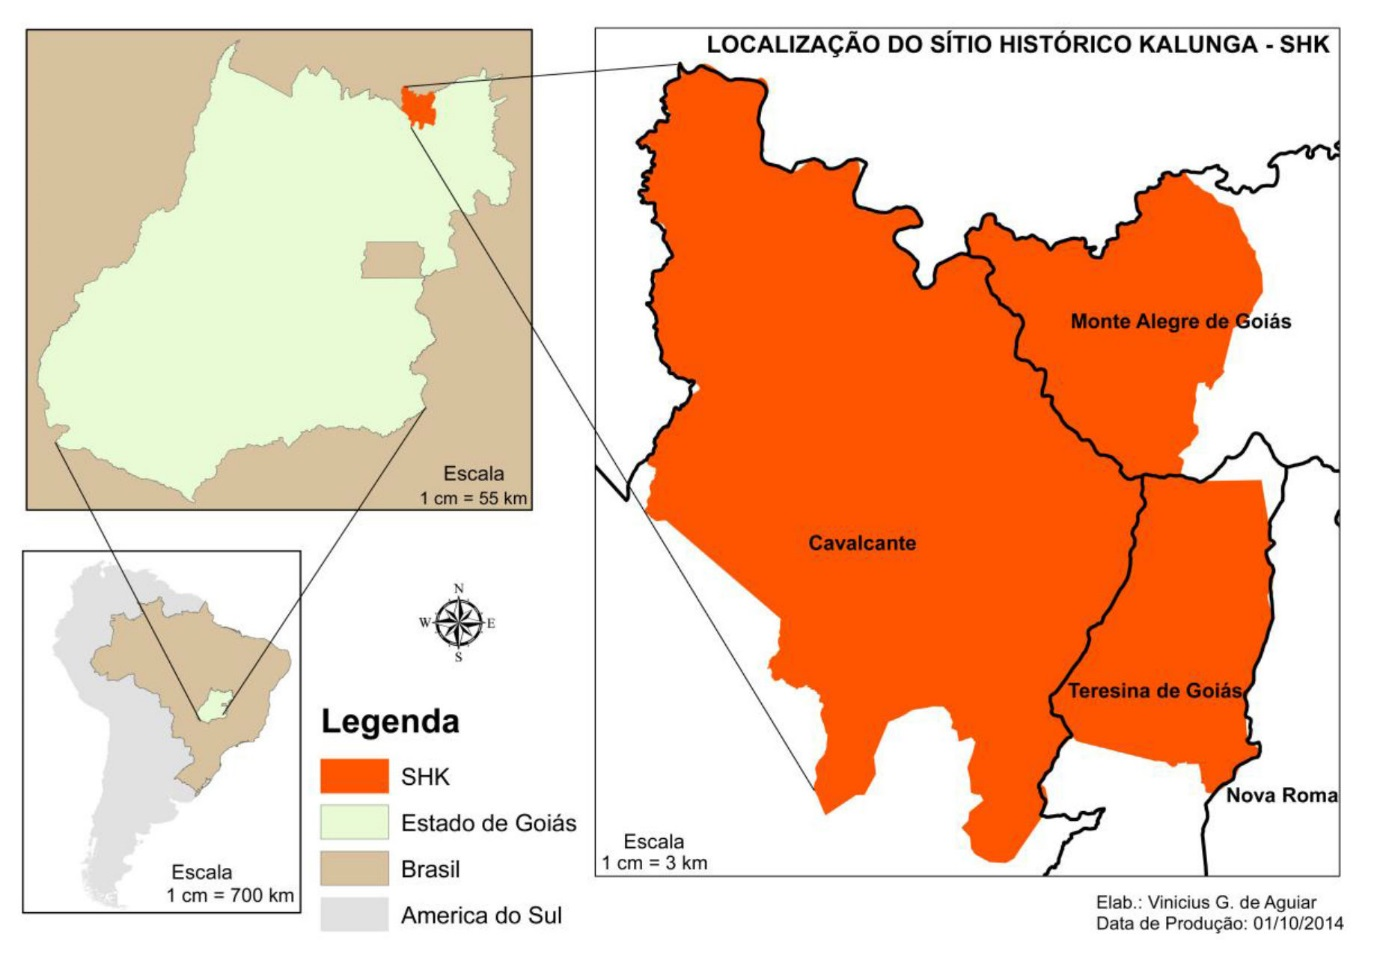 LOCALIZAÇÃO DO SÍTIO HISTÓRICO KALUNGA - SHK
Monte Alegre de Goiás
Cavalcante
Teresina de Goiás
Nova Roma
Escala
1 cm = 3 km
Escala
1 cm = 55 km
N
W
E
S
Escala
1 cm = 700 km
Legenda
SHK
Estado de Goiás
Brasil
America do Sul
Elab.: Vinicius G. de Aguiar
Data de Produção: 01/10/2014